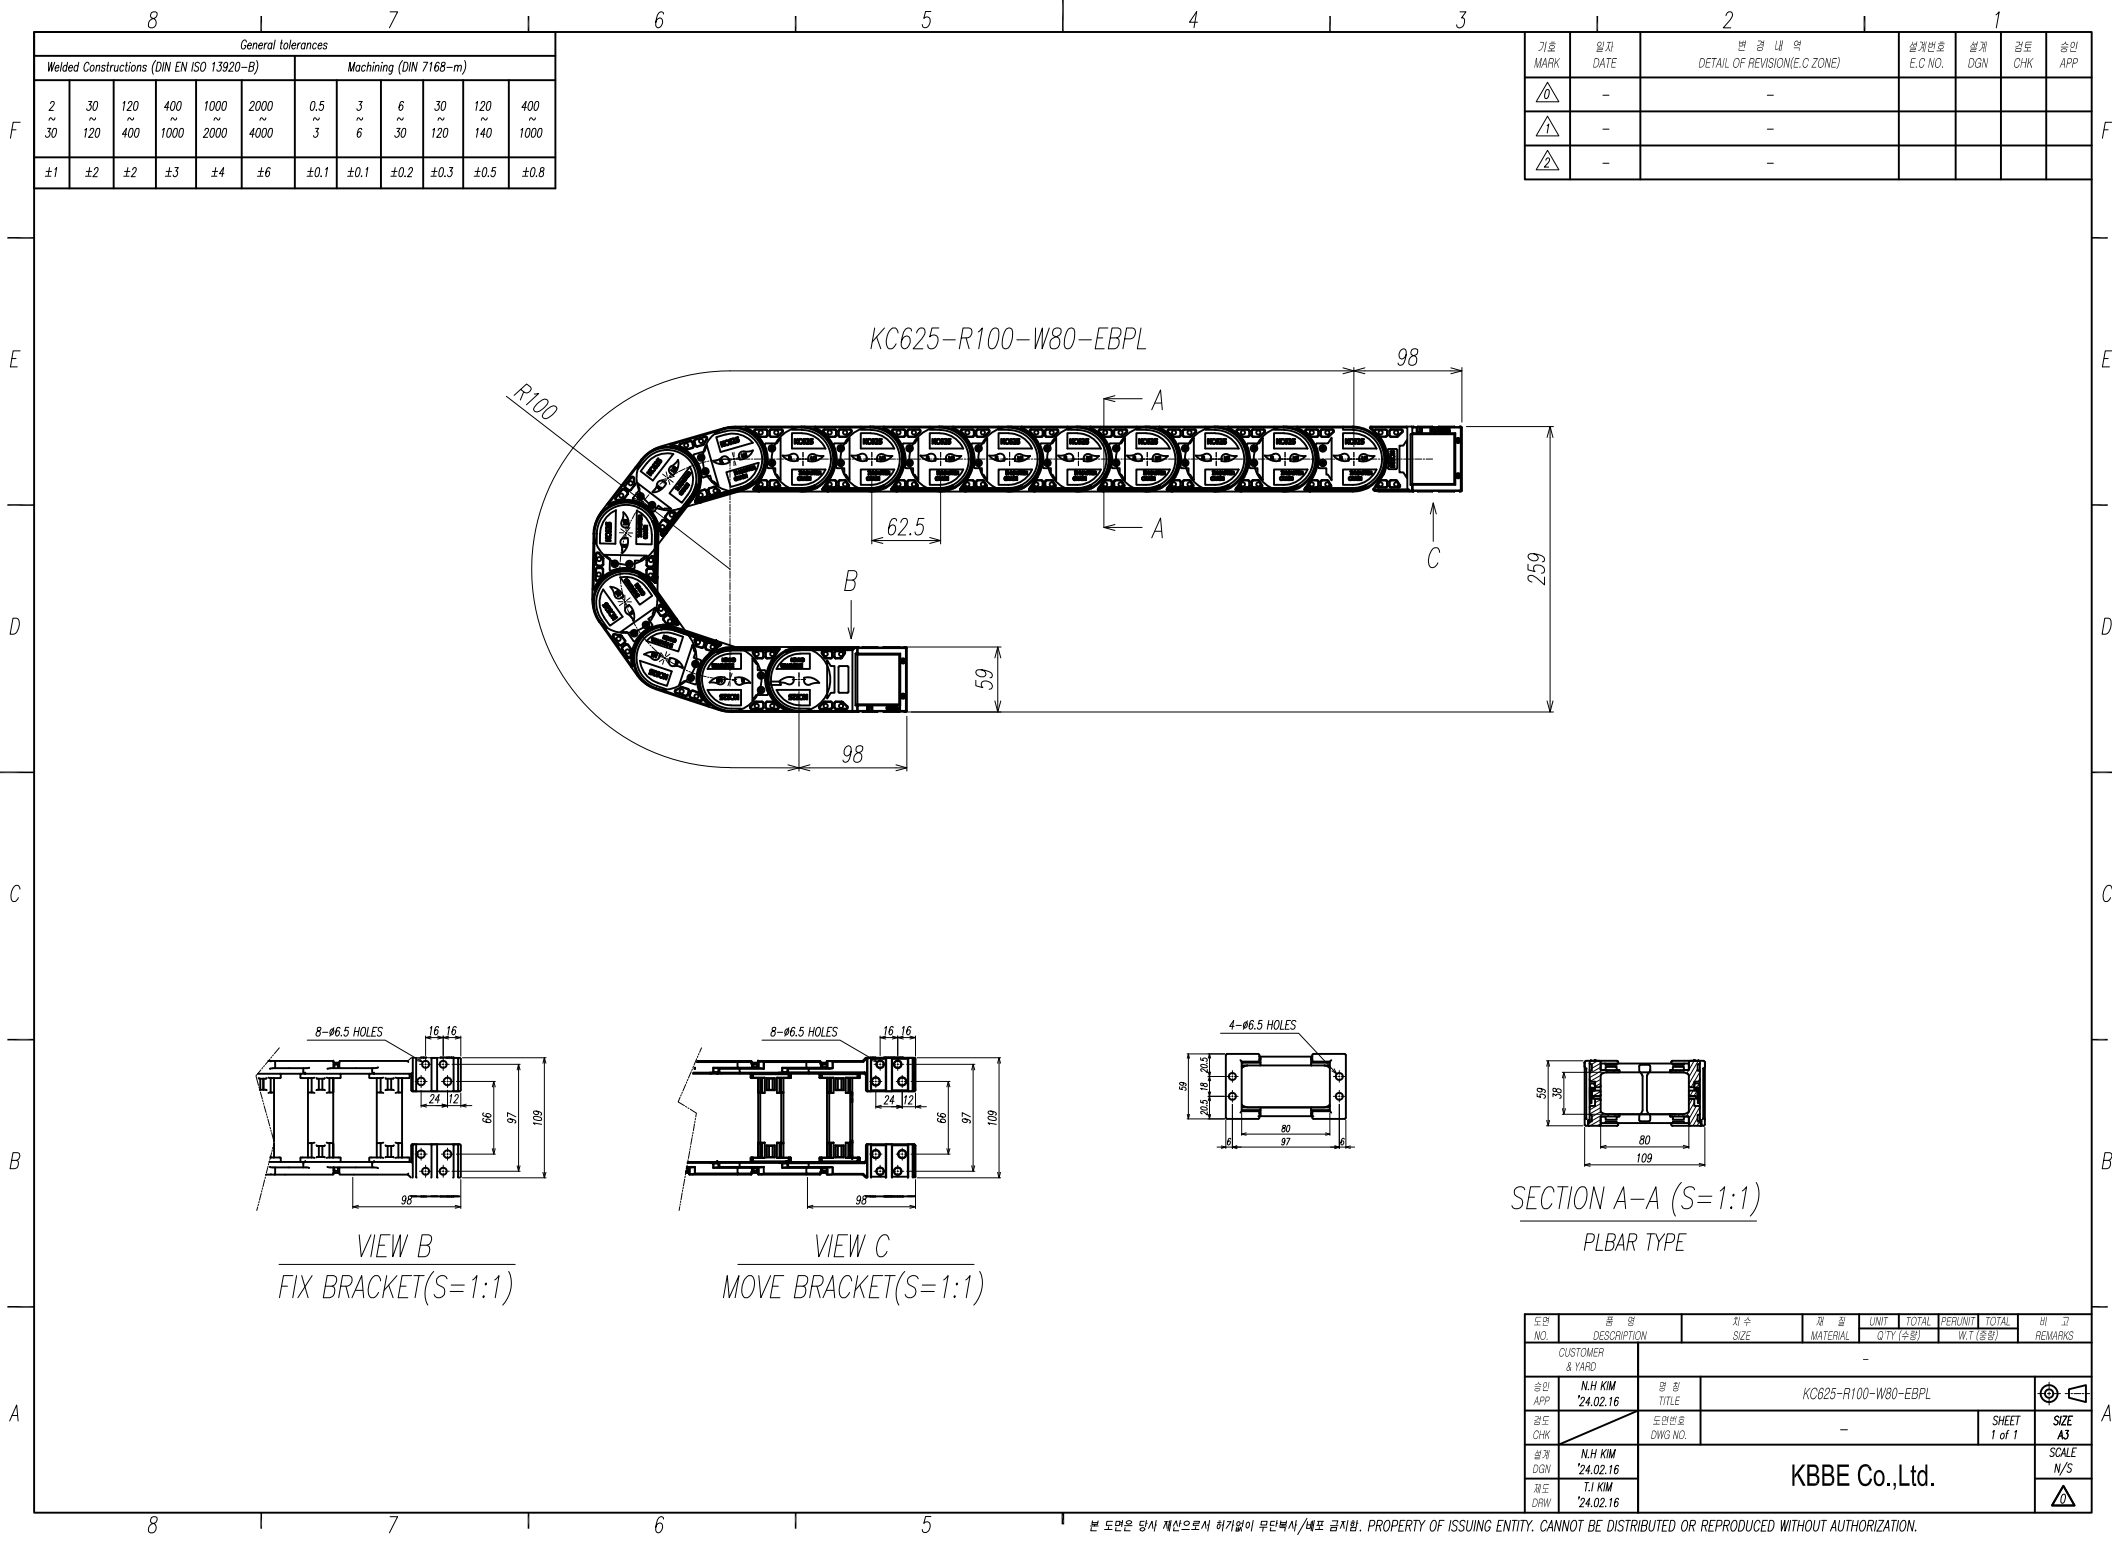 8 7 6 5 4 3 2 1
General tolerances
Welded Constructions (DIN EN ISO 13920-B) Machining (DIN 7168-m)
2 ~ 30 30 ~ 120 120 ~ 400 400 ~ 1000 1000 ~ 2000 2000 ~ 4000 0.5 ~ 3 3 ~ 6 6 ~ 30 30 ~ 120 120 ~ 140 400 ~ 1000
±1 ±2 ±2 ±3 ±4 ±6 ±0.1 ±0.1 ±0.2 ±0.3 ±0.5 ±0.8
기호 일자 변 경 내 역 설계번호 설계 검토 승인
MARK DATE DETAIL OF REVISION(E.C ZONE) E.C NO. DGN CHK APP
0 - -
1 - -
2 - -
F F
E E
D D
C C
B B
A A
KC625-R100-W80-EBPL
98
R100
A
A
62.5
C
B
259
59
98
8-ø6.5 HOLES
16 16
24 12
66
97
109
98
VIEW B
FIX BRACKET(S=1:1)
8-ø6.5 HOLES
16 16
24 12
66
97
109
98
VIEW C
MOVE BRACKET(S=1:1)
4-ø6.5 HOLES
59
20.5
18
20.5
80
6 97 6
59
38
80
109
SECTION A-A (S=1:1)
PLBAR TYPE
도면 품 명 치 수 재 질 UNIT TOTAL PERUNIT TOTAL 비 고
NO. DESCRIPTION SIZE MATERIAL Q'TY (수량) W.T (중량) REMARKS
CUSTOMER
& YARD
-
승인 N.H KIM 명 칭
APP '24.02.16 TITLE
KC625-R100-W80-EBPL
검도 도면번호 SHEET SIZE
CHK DWG NO. - 1 of 1 A3
설계 N.H KIM SCALE
DGN '24.02.16 N/S
KBBE Co.,Ltd.
제도 T.I KIM
DRW '24.02.16
0
8 7 6 5
본 도면은 당사 재산으로서 허가없이 무단복사/배포 금지함. PROPERTY OF ISSUING ENTITY. CANNOT BE DISTRIBUTED OR REPRODUCED WITHOUT AUTHORIZATION.